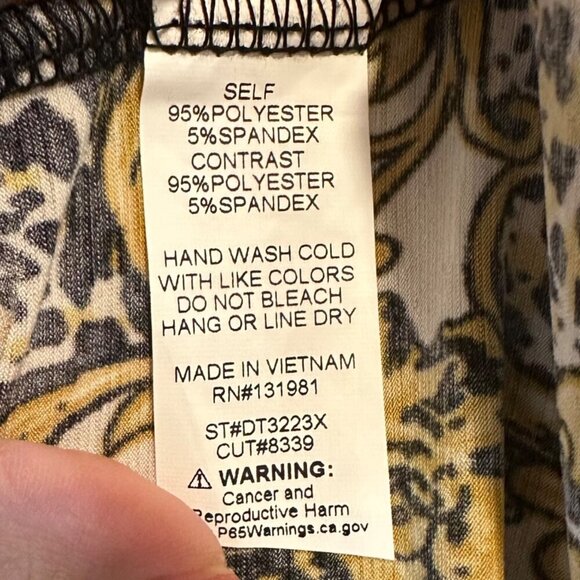 SELF
95%POLYESTER
5%SPANDEX
CONTRAST
95%POLYESTER
5%SPANDEX
HAND WASH COLD
WITH LIKE COLORS
DO NOT BLEACH
HANG OR LINE DRY
MADE IN VIETNAM
RN#131981
ST#DT3223X
CUT#8339
⚠ WARNING:
Cancer and
Reproductive Harm
P65Warnings.ca.gov